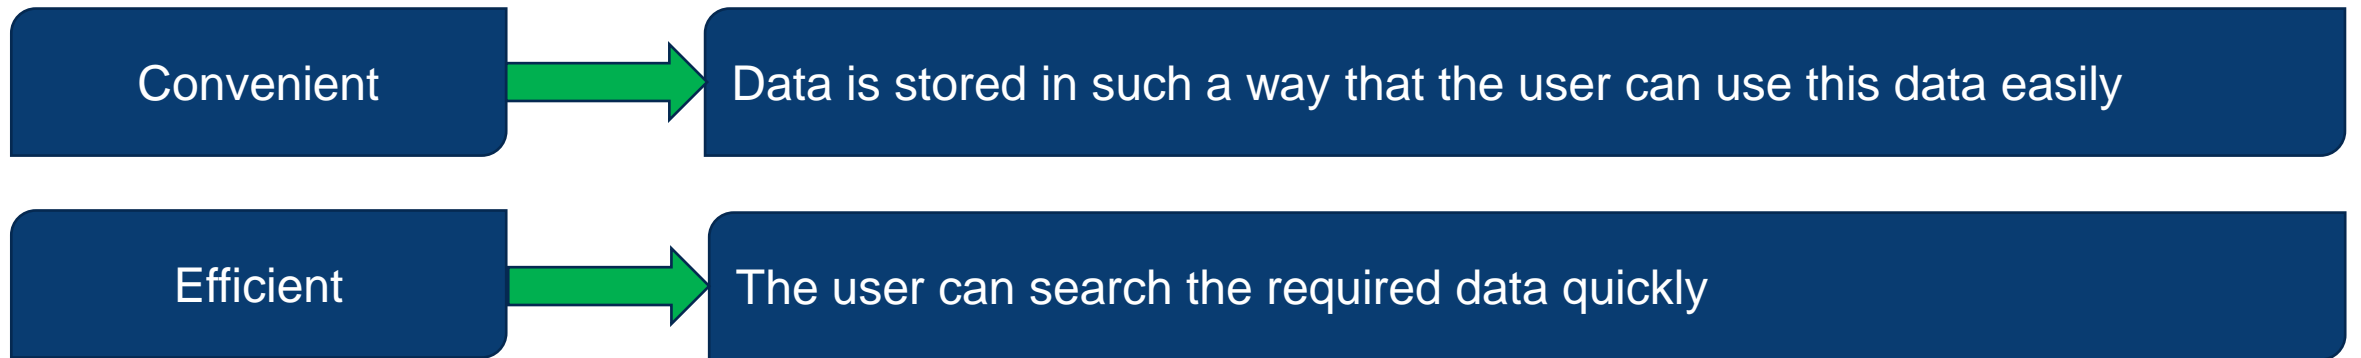 Convenient
Data is stored in such a way that the user can use this data easily
Efficient
The user can search the required data quickly